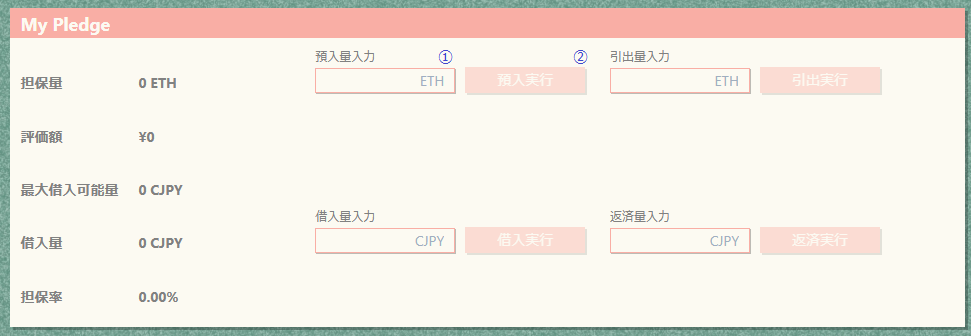 My Pledge
預入量入力 ① ② 引出量入力
担保量 0 ETH ETH 預入実行 ETH 引出実行
評価額 ¥0
最大借入可能量 0 CJPY
借入量入力 返済量入力
借入量 0 CJPY CJPY 借入実行 CJPY 返済実行
担保率 0.00%